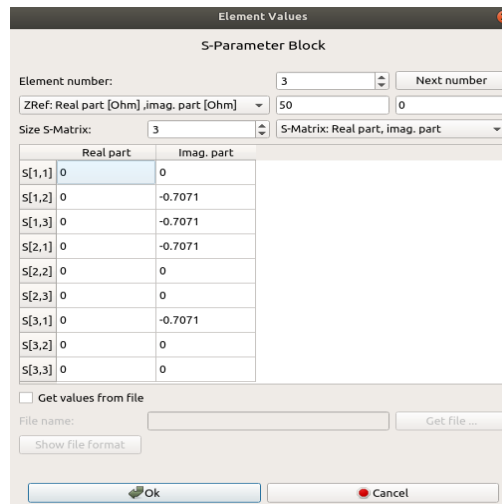 Element Values
S-Parameter Block
Element number: 3 Next number
ZRef: Real part [Ohm] ,imag. part [Ohm] 50 0
Size S-Matrix: 3 S-Matrix: Real part, imag. part
Real part Imag. part
S[1,1] 0 0
S[1,2] 0 -0.7071
S[1,3] 0 -0.7071
S[2,1] 0 -0.7071
S[2,2] 0 0
S[2,3] 0 0
S[3,1] 0 -0.7071
S[3,2] 0 0
S[3,3] 0 0
Get values from file
File name: Get file ...
Show file format
Ok Cancel